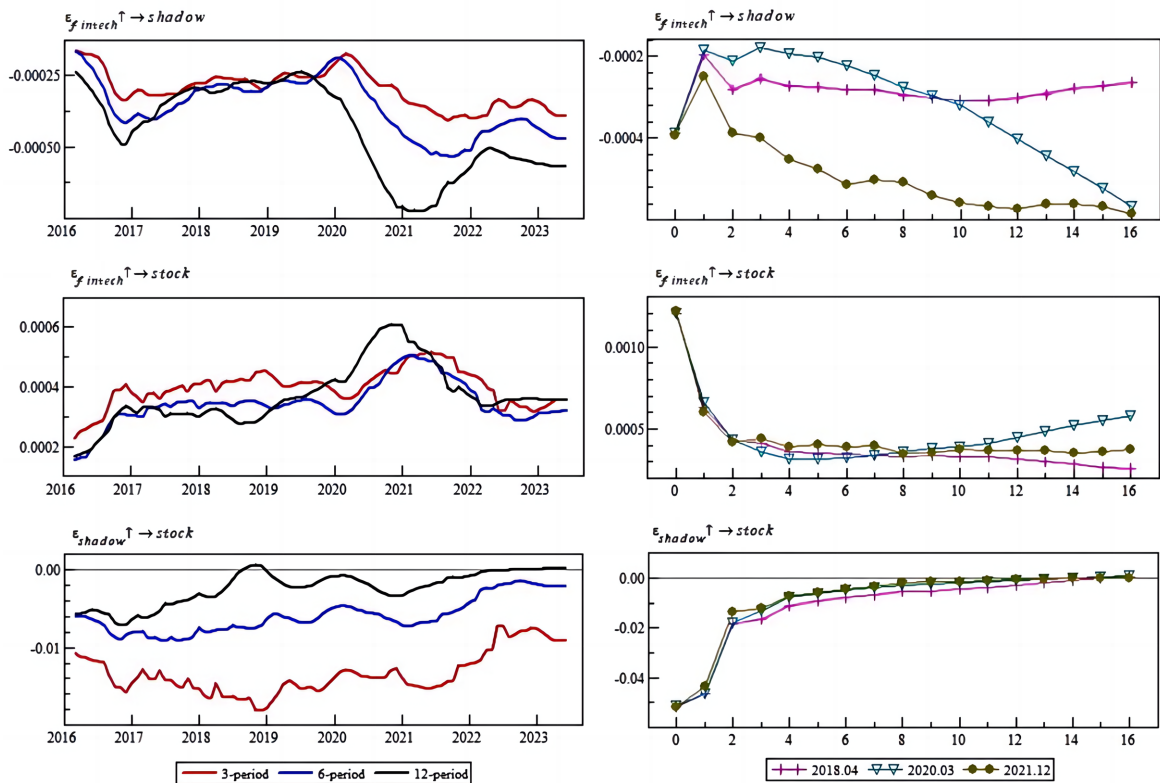 ε_fintech↑→shadow
-0.00025
-0.00050
2016 2017 2018 2019 2020 2021 2022 2023
ε_fintech↑→shadow
-0.0002
-0.0004
0 2 4 6 8 10 12 14 16
ε_fintech↑→stock
0.0006
0.0004
0.0002
2016 2017 2018 2019 2020 2021 2022 2023
ε_fintech↑→stock
0.0010
0.0005
0 2 4 6 8 10 12 14 16
ε_shadow↑→stock
0.00
-0.01
2016 2017 2018 2019 2020 2021 2022 2023
3-period 6-period 12-period
ε_shadow↑→stock
0.00
-0.02
-0.04
0 2 4 6 8 10 12 14 16
2018.04 2020.03 2021.12